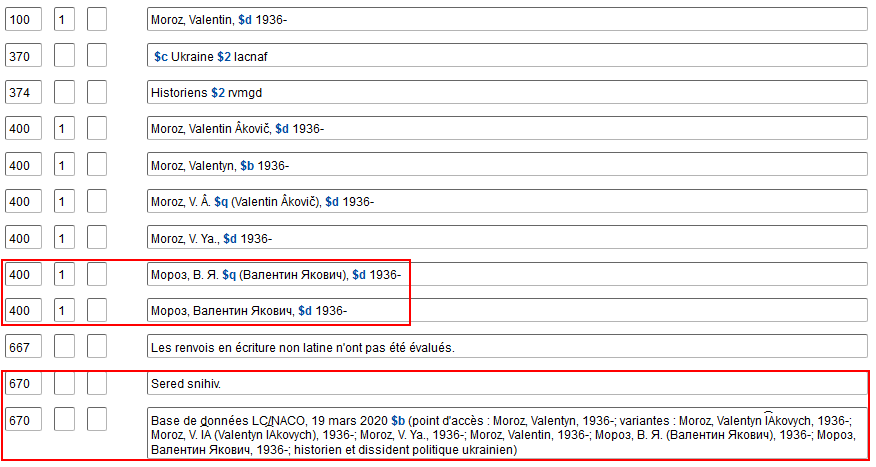 100 1 Moroz, Valentin, $d 1936-
370 $c Ukraine $2 lacnaf
374 Historiens $2 rvmgd
400 1 Moroz, Valentin Âkovič, $d 1936-
400 1 Moroz, Valentyn, $b 1936-
400 1 Moroz, V. Â. $q (Valentin Âkovič), $d 1936-
400 1 Moroz, V. Ya., $d 1936-
400 1 Мороз, В. Я. $q (Валентин Якович), $d 1936-
400 1 Мороз, Валентин Якович, $d 1936-
667 Les renvois en écriture non latine n'ont pas été évalués.
670 Sered snihiv.
670 Base de données LC/NACO, 19 mars 2020 $b (point d'accès : Moroz, Valentyn, 1936-; variantes : Moroz, Valentyn I͡Akovych, 1936-;
Moroz, V. I͡A (Valentyn I͡Akovych), 1936-; Moroz, V. Ya., 1936-; Moroz, Valentin, 1936-; Мороз, В. Я. (Валентин Якович), 1936-; Мороз,
Валентин Якович, 1936-; historien et dissident politique ukrainien)